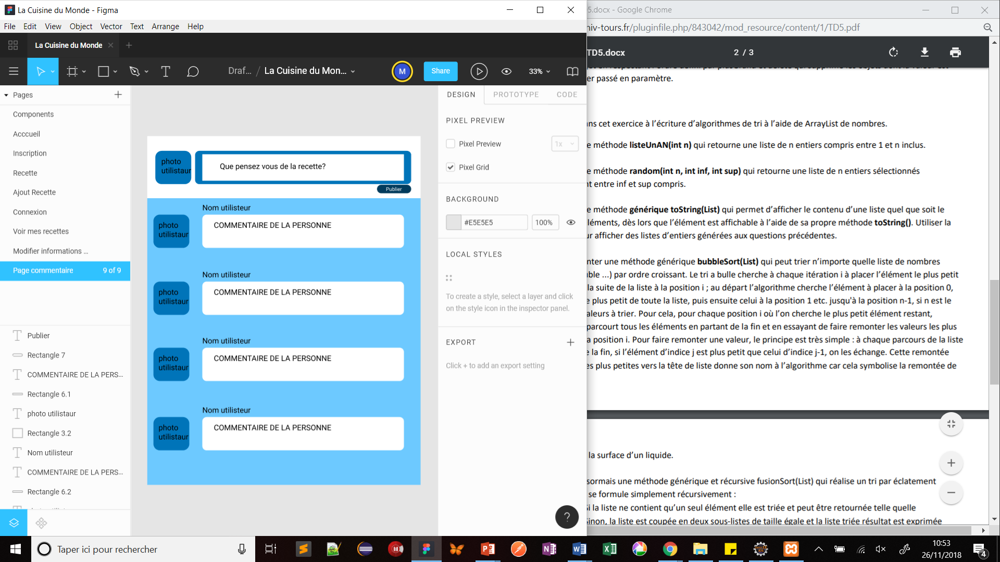 La Cuisine du Monde - Figma
File Edit View Object Vector Text Arrange Help
La Cuisine du Monde
Draf... / La Cuisine du Mon...
M
Share
33%
Pages
Components
Acccueil
Inscription
Recette
Ajout Recette
Connexion
Voir mes recettes
Modifier informations ...
Page commentaire 9 of 9
Publier
Rectangle 7
COMMENTAIRE DE LA PERS...
Rectangle 6.1
photo utilistaur
Rectangle 3.2
Nom utilisteur
COMMENTAIRE DE LA PERS...
Rectangle 6.2
photo
utilistaur
Que pensez vous de la recette?
Publier
Nom utilisteur
photo
utilistaur
COMMENTAIRE DE LA PERSONNE
Nom utilisteur
photo
utilistaur
COMMENTAIRE DE LA PERSONNE
Nom utilisteur
photo
utilistaur
COMMENTAIRE DE LA PERSONNE
Nom utilisteur
photo
utilistaur
COMMENTAIRE DE LA PERSONNE
DESIGN PROTOTYPE CODE
PIXEL PREVIEW
Pixel Preview 1x
Pixel Grid
BACKGROUND
#E5E5E5 100%
LOCAL STYLES
To create a style, select a layer and click
on the style icon in the inspector panel.
EXPORT
Click + to add an export setting
?
5.docx - Google Chrome
niv-tours.fr/pluginfile.php/843042/mod_resource/content/1/TD5.pdf
TD5.docx 2 / 3
er passé en paramètre.
ns cet exercice à l'écriture d'algorithmes de tri à l'aide de ArrayList de nombres.
e méthode listeUnAN(int n) qui retourne une liste de n entiers compris entre 1 et n inclus.
e méthode random(int n, int inf, int sup) qui retourne une liste de n entiers sélectionnés
nt entre inf et sup compris.
e méthode générique toString(List) qui permet d'afficher le contenu d'une liste quel que soit le
léments, dès lors que l'élément est affichable à l'aide de sa propre méthode toString(). Utiliser la
ur afficher des listes d'entiers générées aux questions précédentes.
nter une méthode générique bubbleSort(List) qui peut trier n'importe quelle liste de nombres
uble ...) par ordre croissant. Le tri a bulle cherche à chaque itération i à placer l'élément le plus petit
la suite de la liste à la position i ; au départ l'algorithme cherche l'élément à placer à la position 0,
e plus petit de toute la liste, puis ensuite celui à la position 1 etc. jusqu'à la position n-1, si n est le
aleurs à trier. Pour cela, pour chaque position i où l'on cherche le plus petit élément restant,
parcourt tous les éléments en partant de la fin et en essayant de faire remonter les valeurs les plus
a position i. Pour faire remonter une valeur, le principe est très simple : à chaque parcours de la liste
e la fin, si l'élément d'indice j est plus petit que celui d'indice j-1, on les échange. Cette remontée
es plus petites vers la tête de liste donne son nom à l'algorithme car cela symbolise la remontée de
la surface d'un liquide.
sormais une méthode générique et récursive fusionSort(List) qui réalise un tri par éclatement
se formule simplement récursivement :
Si la liste ne contient qu'un seul élément elle est triée et peut être retournée telle quelle
Sinon, la liste est coupée en deux sous-listes de taille égale et la liste triée résultat est exprimée
Taper ici pour rechercher
10:53
26/11/2018
4